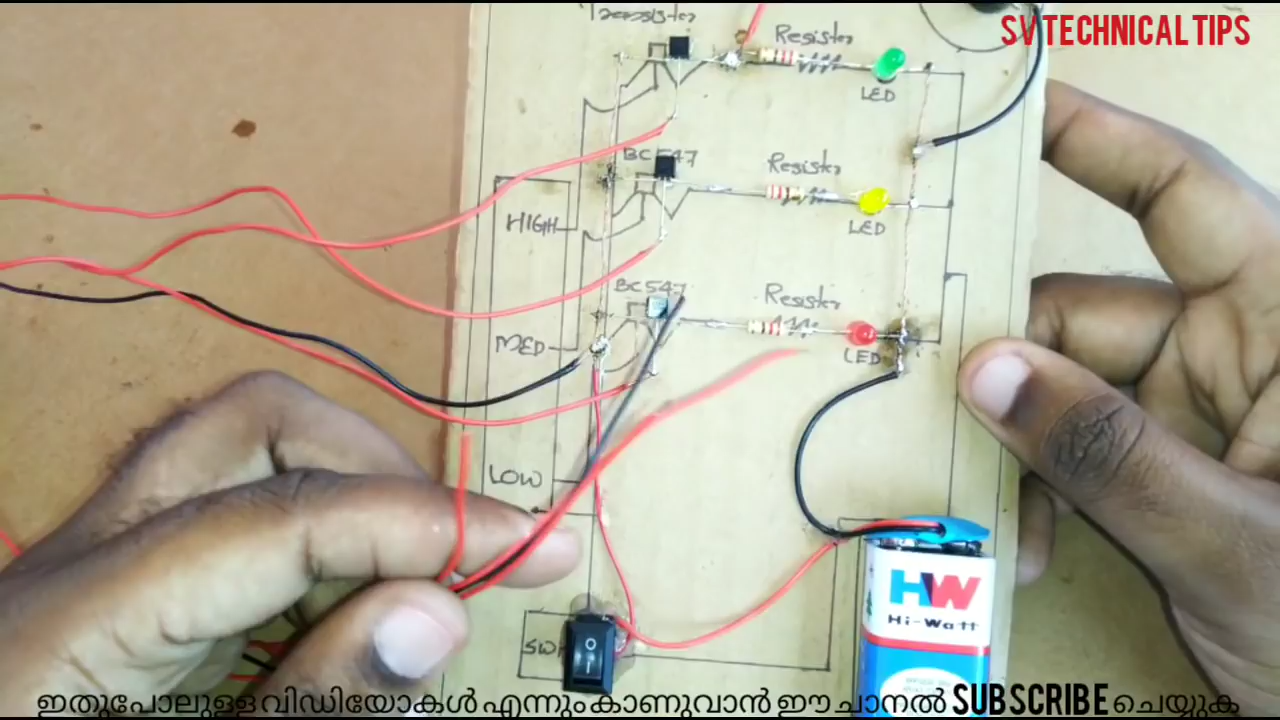 SV TECHNICAL TIPS
Transistor
Resistor
LED
BC547
Resistor
HIGH
LED
BC547
Resistor
MED
LED
LOW
HW
Hi-Watt
ഇതുപോലുള്ള വിഡിയോകൾ എന്നും കാണുവാൻ ഈ ചാനൽ SUBSCRIBE ചെയ്യുക